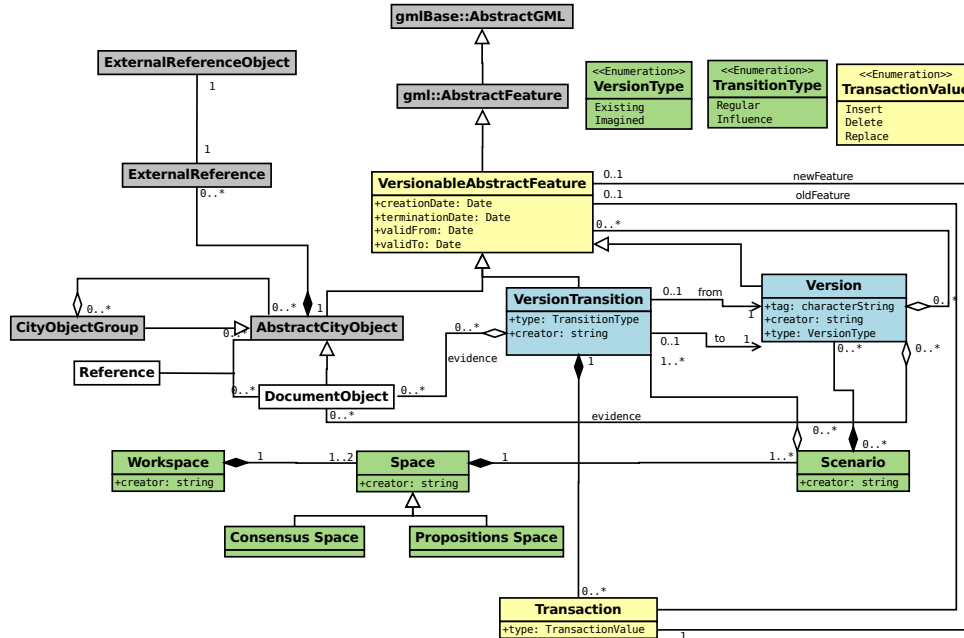 gmlBase::AbstractGML
ExternalReferenceObject
1
gml::AbstractFeature
<<Enumeration>>
VersionType
Existing
Imagined
<<Enumeration>>
TransitionType
Regular
Influence
<<Enumeration>>
TransactionValue
Insert
Delete
Replace
1
ExternalReference
0..*
VersionableAbstractFeature
+creationDate: Date
+terminationDate: Date
+validFrom: Date
+validTo: Date
0..1
newFeature
0..1
oldFeature
0..*
0..*
0..*
1
CityObjectGroup
0..*
AbstractCityObject
VersionTransition
+type: TransitionType
+creator: string
0..1
from
1
to
0..1
1
1..*
Version
+tag: characterString
+creator: string
+type: VersionType
0..*
0..*
0..*
0..*
evidence
0..*
1
Reference
0..*
DocumentObject
0..*
evidence
0..*
0..*
Workspace
+creator: string
1
1..2
Space
+creator: string
1
1..*
Scenario
+creator: string
Consensus Space
Propositions Space
0..*
Transaction
+type: TransactionValue
1